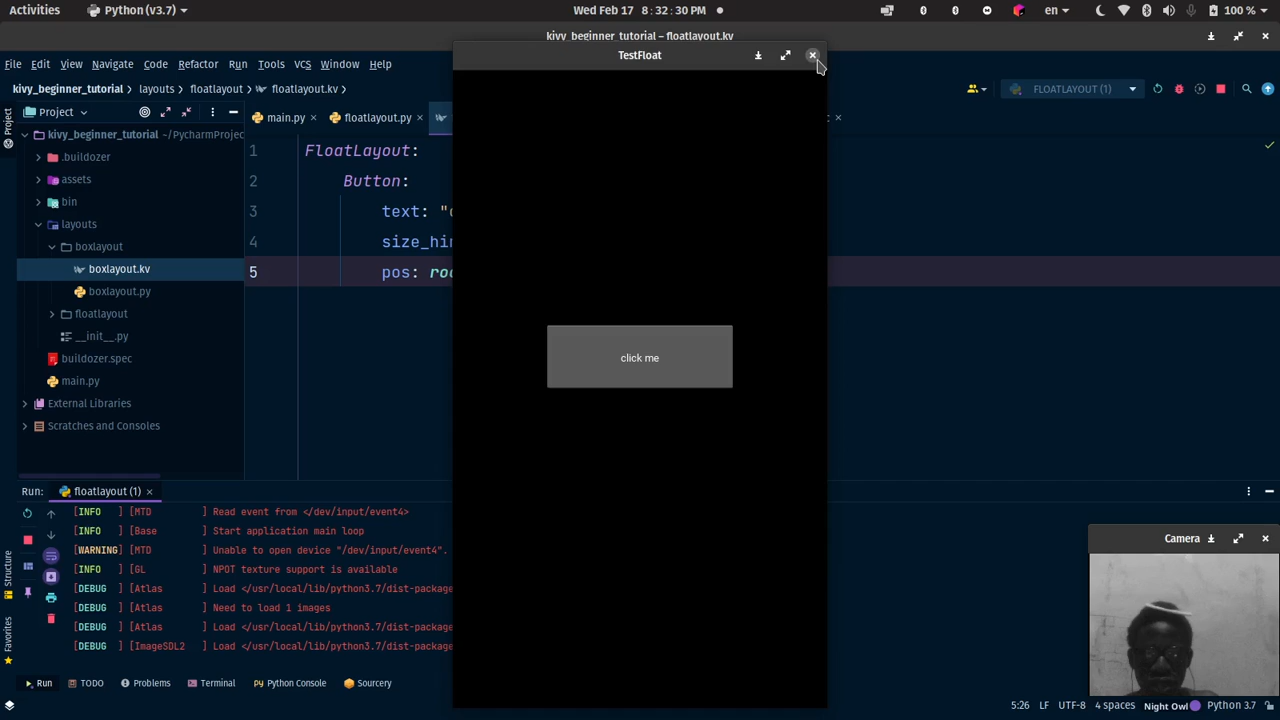 Activities Python (v3.7) Wed Feb 17 8:32:30 PM en 100 %
kivy_beginner_tutorial – floatlayout.kv
TestFloat
File Edit View Navigate Code Refactor Run Tools VCS Window Help
kivy_beginner_tutorial layouts floatlayout floatlayout.kv FLOATLAYOUT (1)
Project
Project
main.py floatlayout.py
kivy_beginner_tutorial ~/PycharmProjec
.buildozer
assets
bin
layouts
boxlayout
boxlayout.kv
boxlayout.py
floatlayout
__init__.py
buildozer.spec
main.py
External Libraries
Scratches and Consoles
1 FloatLayout:
2 Button:
3 text: "c
4 size_hin
5 pos: roo
click me
Run: floatlayout (1)
[INFO ] [MTD ] Read event from </dev/input/event4>
[INFO ] [Base ] Start application main loop
[WARNING] [MTD ] Unable to open device "/dev/input/event4".
[INFO ] [GL ] NPOT texture support is available
[DEBUG ] [Atlas ] Load </usr/local/lib/python3.7/dist-package
[DEBUG ] [Atlas ] Need to load 1 images
[DEBUG ] [Atlas ] Load </usr/local/lib/python3.7/dist-package
[DEBUG ] [ImageSDL2 ] Load </usr/local/lib/python3.7/dist-package
Structure
Favorites
Camera
Run TODO Problems Terminal Python Console Sourcery
5:26 LF UTF-8 4 spaces Night Owl Python 3.7